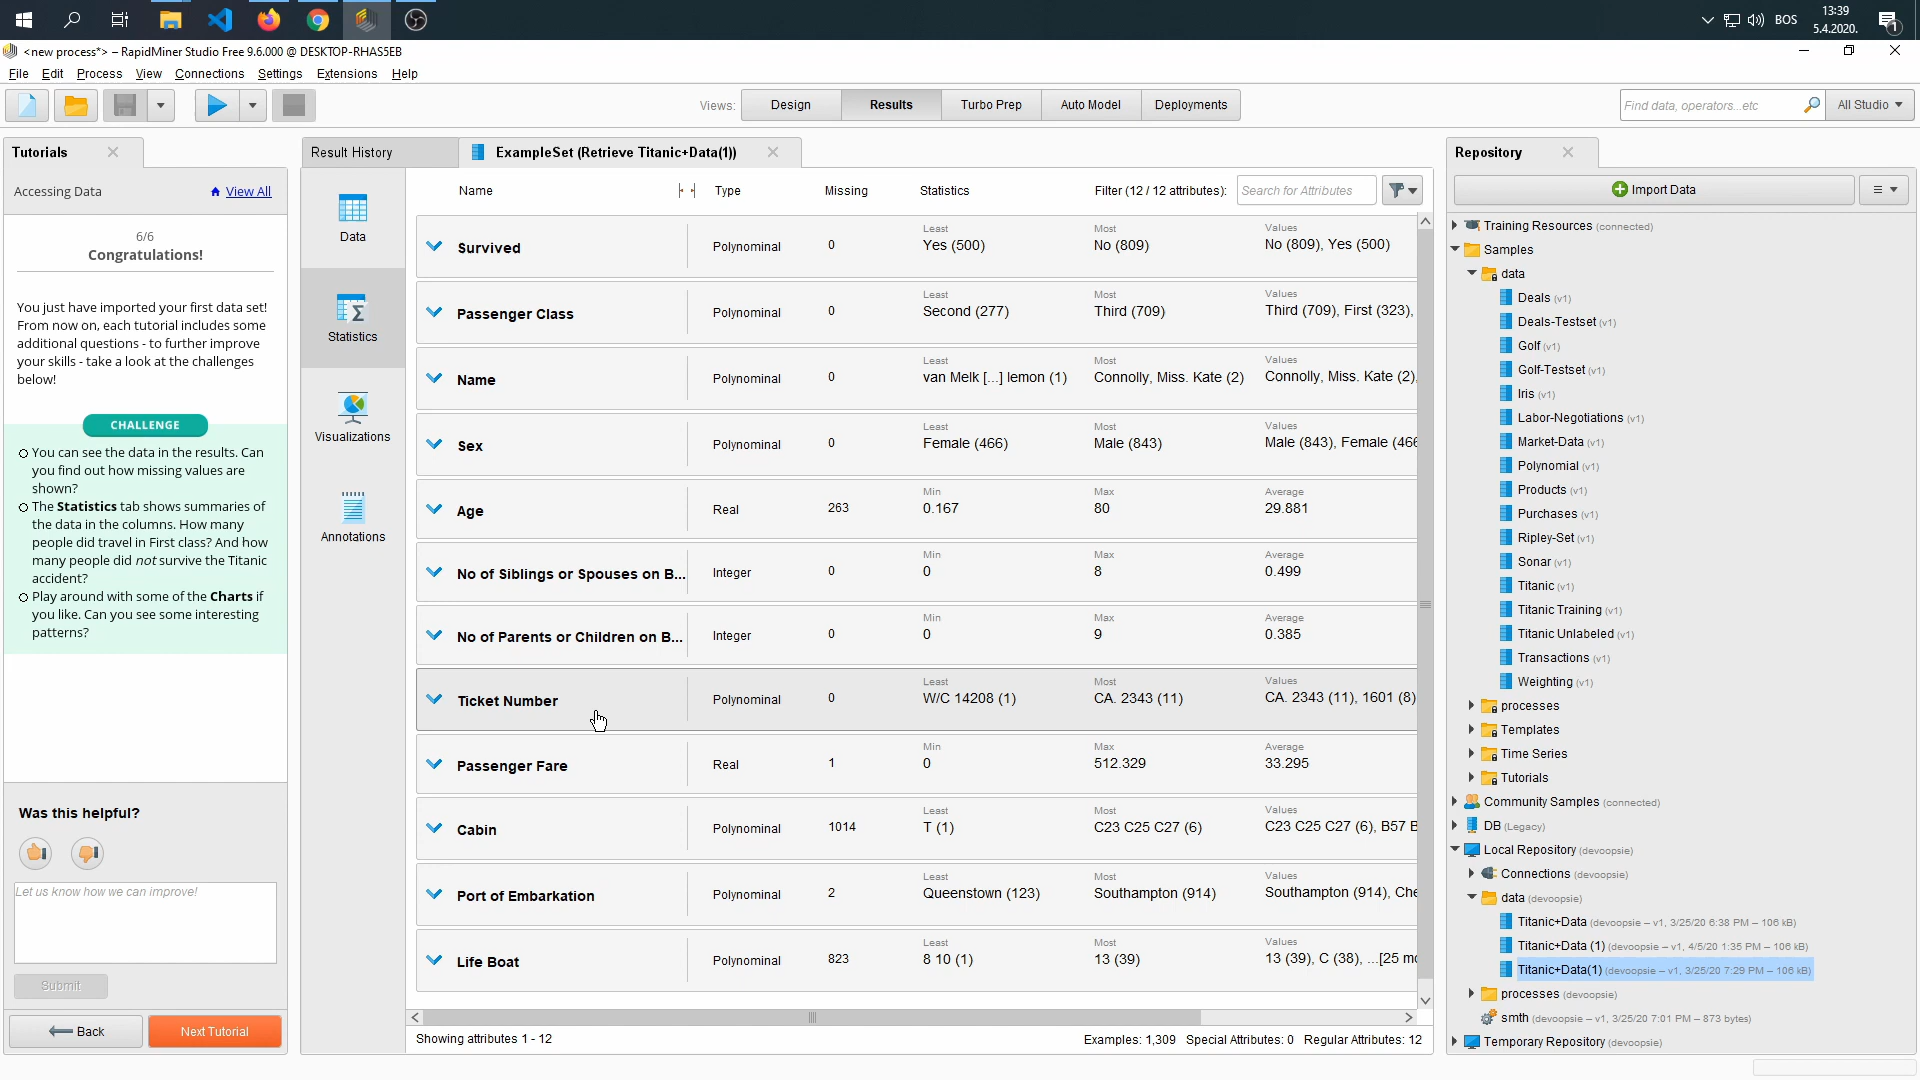 13:39
BOS
5.4.2020.
1
<new process*> – RapidMiner Studio Free 9.6.000 @ DESKTOP-RHAS5EB
File Edit Process View Connections Settings Extensions Help
Views: Design Results Turbo Prep Auto Model Deployments
Find data, operators...etc
All Studio
Tutorials
Accessing Data
View All
6/6
Congratulations!
You just have imported your first data set!
From now on, each tutorial includes some
additional questions - to further improve
your skills - take a look at the challenges
below!
CHALLENGE
You can see the data in the results. Can
you find out how missing values are
shown?
The Statistics tab shows summaries of
the data in the columns. How many
people did travel in First class? And how
many people did not survive the Titanic
accident?
Play around with some of the Charts if
you like. Can you see some interesting
patterns?
Was this helpful?
Let us know how we can improve!
Submit
Back
Next Tutorial
Result History
ExampleSet (Retrieve Titanic+Data(1))
Data
Statistics
Visualizations
Annotations
Name Type Missing Statistics Filter (12 / 12 attributes): Search for Attributes
Least Most Values
Survived Polynominal 0 Yes (500) No (809) No (809), Yes (500)
Least Most Values
Passenger Class Polynominal 0 Second (277) Third (709) Third (709), First (323),
Least Most Values
Name Polynominal 0 van Melk [...] lemon (1) Connolly, Miss. Kate (2) Connolly, Miss. Kate (2),
Least Most Values
Sex Polynominal 0 Female (466) Male (843) Male (843), Female (466
Min Max Average
Age Real 263 0.167 80 29.881
Min Max Average
No of Siblings or Spouses on B... Integer 0 0 8 0.499
Min Max Average
No of Parents or Children on B... Integer 0 0 9 0.385
Least Most Values
Ticket Number Polynominal 0 W/C 14208 (1) CA. 2343 (11) CA. 2343 (11), 1601 (8)
Min Max Average
Passenger Fare Real 1 0 512.329 33.295
Least Most Values
Cabin Polynominal 1014 T (1) C23 C25 C27 (6) C23 C25 C27 (6), B57 B
Least Most Values
Port of Embarkation Polynominal 2 Queenstown (123) Southampton (914) Southampton (914), Che
Least Most Values
Life Boat Polynominal 823 8 10 (1) 13 (39) 13 (39), C (38), ...[25 mo
Showing attributes 1 - 12
Examples: 1,309 Special Attributes: 0 Regular Attributes: 12
Repository
Import Data
Training Resources (connected)
Samples
data
Deals (v1)
Deals-Testset (v1)
Golf (v1)
Golf-Testset (v1)
Iris (v1)
Labor-Negotiations (v1)
Market-Data (v1)
Polynomial (v1)
Products (v1)
Purchases (v1)
Ripley-Set (v1)
Sonar (v1)
Titanic (v1)
Titanic Training (v1)
Titanic Unlabeled (v1)
Transactions (v1)
Weighting (v1)
processes
Templates
Time Series
Tutorials
Community Samples (connected)
DB (Legacy)
Local Repository (devoopsie)
Connections (devoopsie)
data (devoopsie)
Titanic+Data (devoopsie – v1, 3/25/20 6:38 PM – 106 kB)
Titanic+Data (1) (devoopsie – v1, 4/5/20 1:35 PM – 106 kB)
Titanic+Data(1) (devoopsie – v1, 3/25/20 7:29 PM – 106 kB)
processes (devoopsie)
smth (devoopsie – v1, 3/25/20 7:01 PM – 873 bytes)
Temporary Repository (devoopsie)